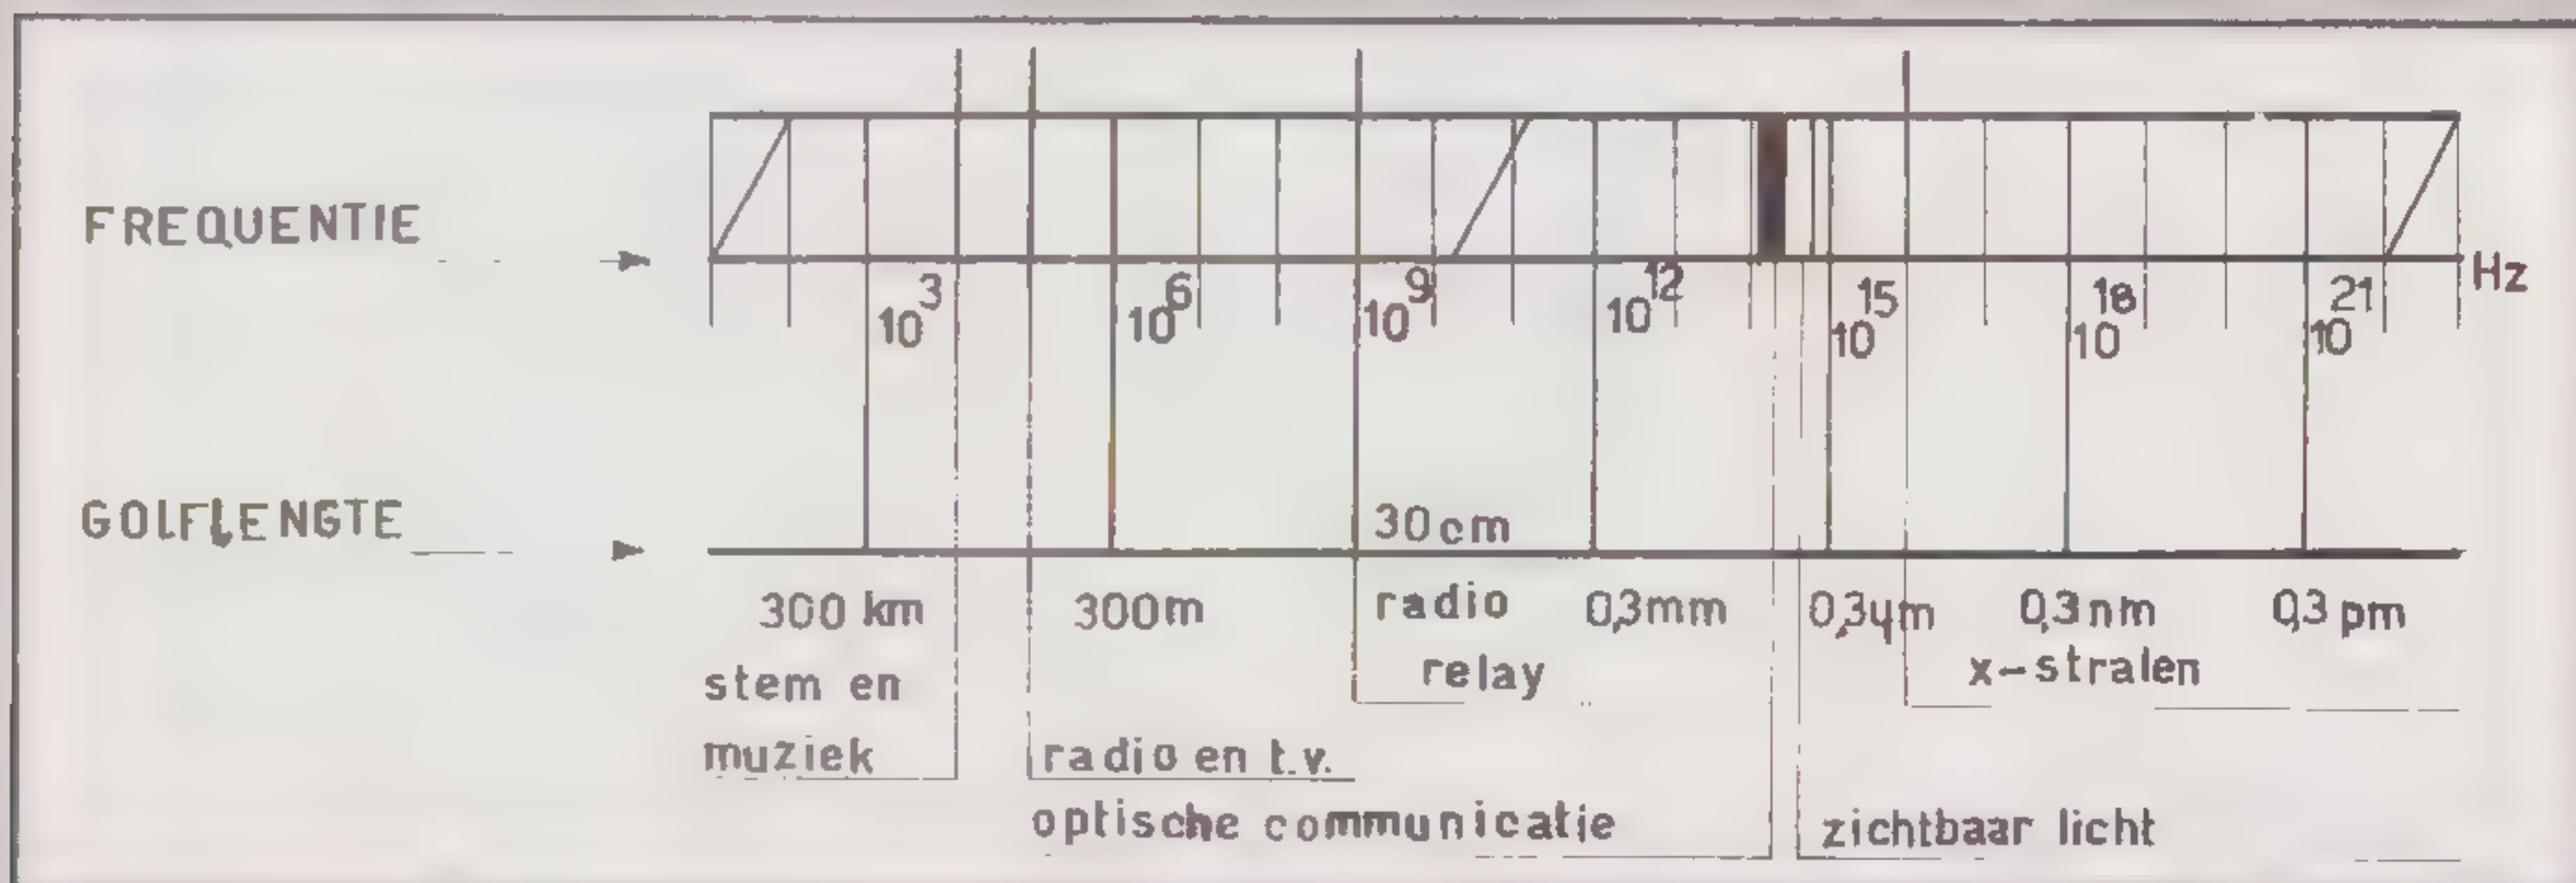 FREQUENTIE
10³ 10⁶ 10⁹ 10¹² 10¹⁵ 10¹⁸ 10²¹ Hz
GOLFLENGTE
30cm
300 km 300m radio 0,3mm 0,3ųm 0,3nm 0,3pm
relay x-stralen
stem en
muziek radio en t.v.
optische communicatie zichtbaar licht